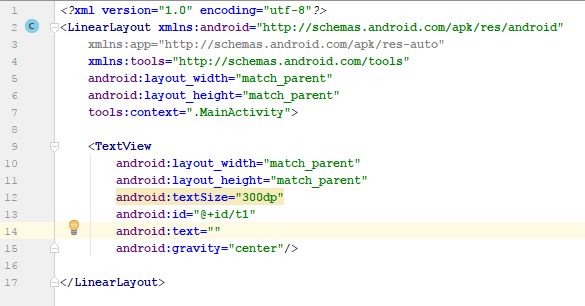 1 <?xml version="1.0" encoding="utf-8"?>
2 C <LinearLayout xmlns:android="http://schemas.android.com/apk/res/android"
3 xmlns:app="http://schemas.android.com/apk/res-auto"
4 xmlns:tools="http://schemas.android.com/tools"
5 android:layout_width="match_parent"
6 android:layout_height="match_parent"
7 tools:context=".MainActivity">
8
9 <TextView
10 android:layout_width="match_parent"
11 android:layout_height="match_parent"
12 android:textSize="300dp"
13 android:id="@+id/t1"
14 android:text=""
15 android:gravity="center"/>
16
17 </LinearLayout>